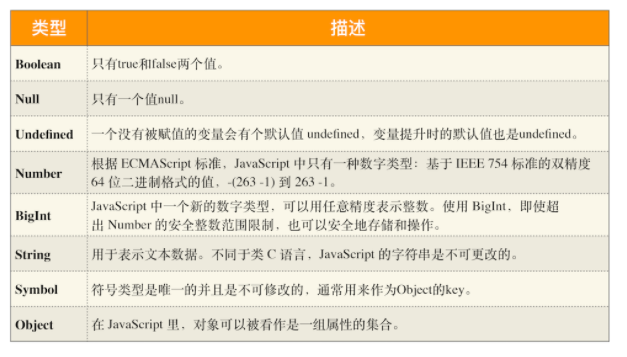 类型 描述
Boolean 只有true和false两个值。
Null 只有一个值null。
Undefined 一个没有被赋值的变量会有个默认值 undefined，变量提升时的默认值也是undefined。
Number 根据 ECMAScript 标准，JavaScript 中只有一种数字类型：基于 IEEE 754 标准的双精度
64 位二进制格式的值，-(263 -1) 到 263 -1。
BigInt JavaScript 中一个新的数字类型，可以用任意精度表示整数。使用 BigInt，即使超
出 Number 的安全整数范围限制，也可以安全地存储和操作。
String 用于表示文本数据。不同于类 C 语言，JavaScript 的字符串是不可更改的。
Symbol 符号类型是唯一的并且是不可修改的，通常用来作为Object的key。
Object 在 JavaScript 里，对象可以被看作是一组属性的集合。